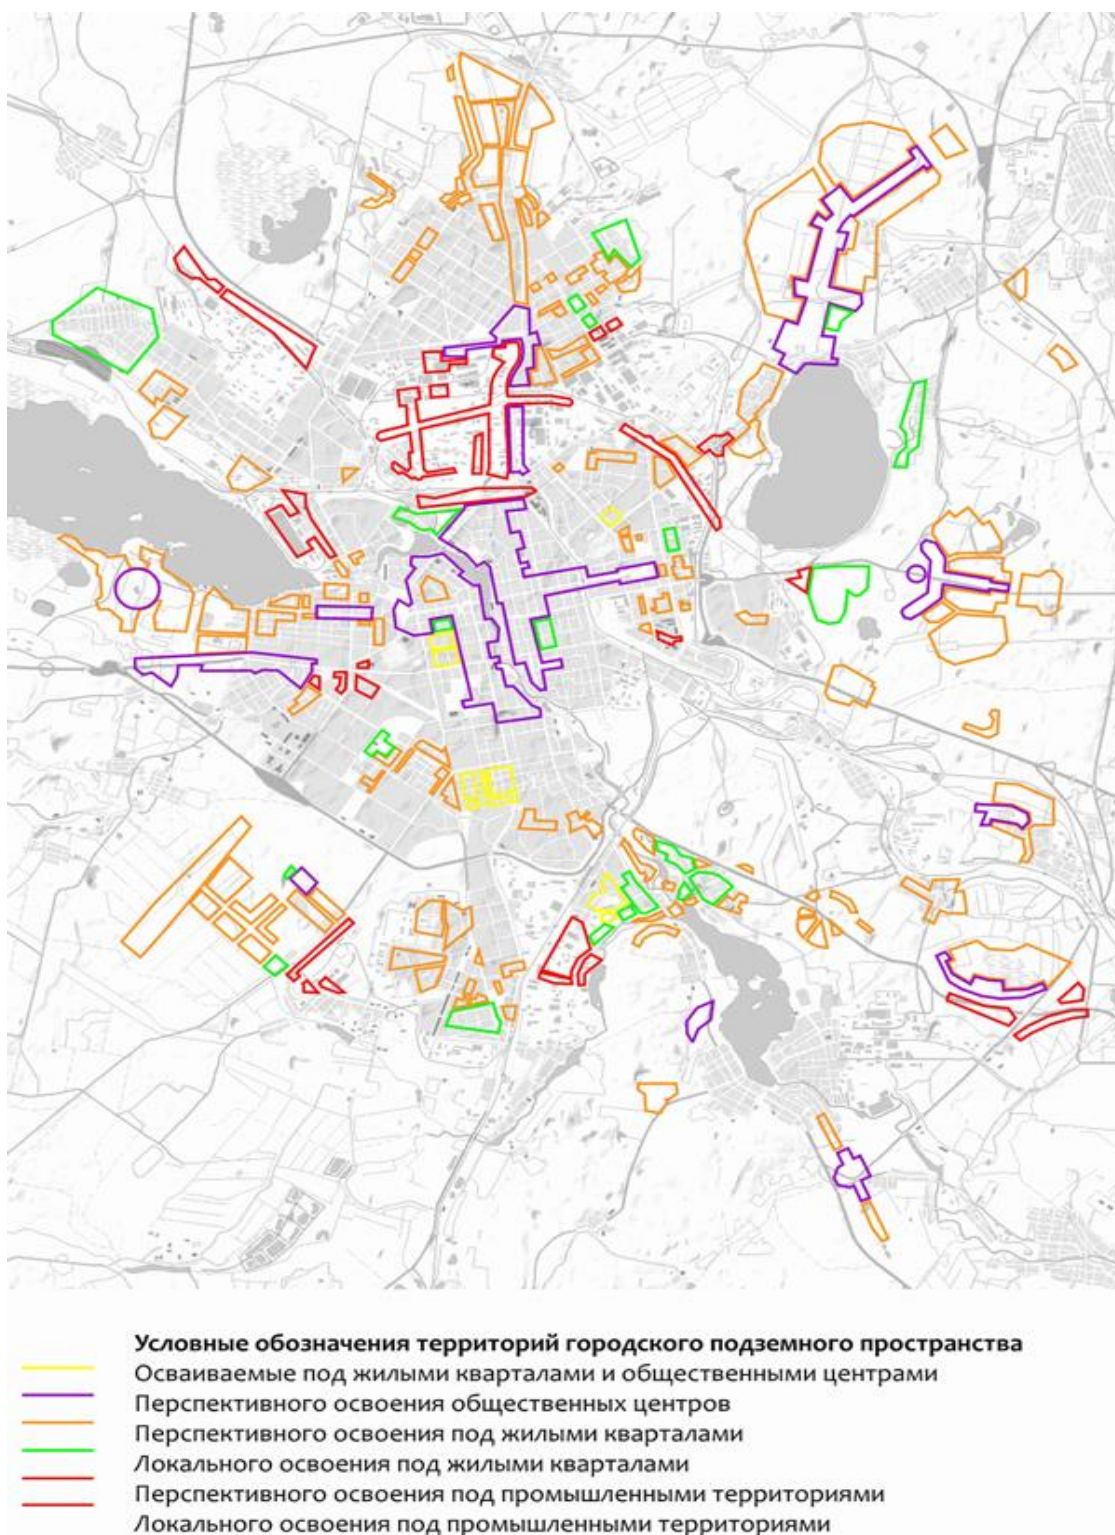 Условные обозначения территорий городского подземного пространства
Осваиваемые под жилыми кварталами и общественными центрами
Перспективного освоения общественных центров
Перспективного освоения под жилыми кварталами
Локального освоения под жилыми кварталами
Перспективного освоения под промышленными территориями
Локального освоения под промышленными территориями